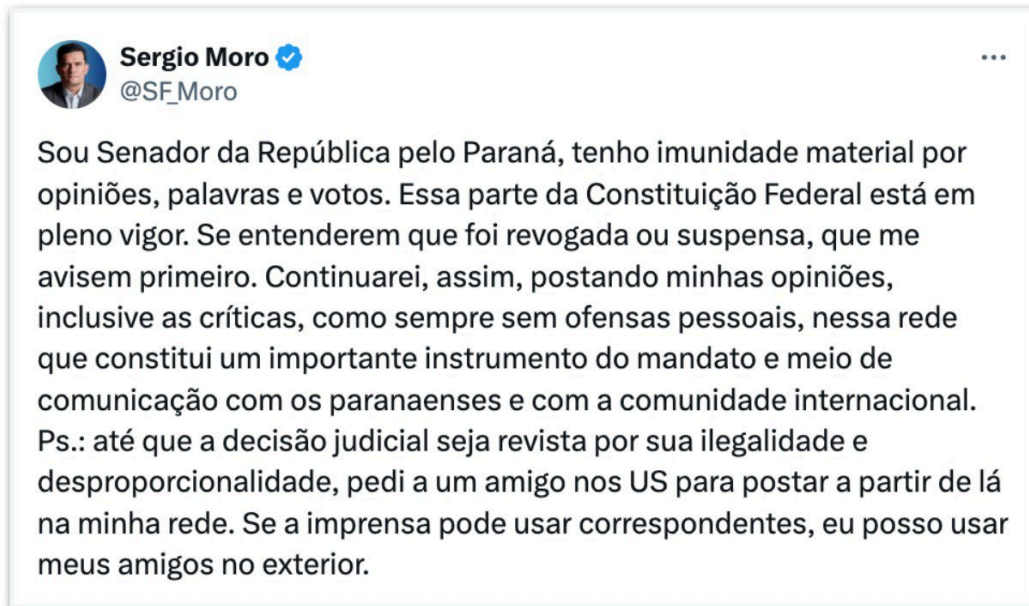 Sergio Moro
@SF_Moro
Sou Senador da República pelo Paraná, tenho imunidade material por
opiniões, palavras e votos. Essa parte da Constituição Federal está em
pleno vigor. Se entenderem que foi revogada ou suspensa, que me
avisem primeiro. Continuarei, assim, postando minhas opiniões,
inclusive as críticas, como sempre sem ofensas pessoais, nessa rede
que constitui um importante instrumento do mandato e meio de
comunicação com os paranaenses e com a comunidade internacional.
Ps.: até que a decisão judicial seja revista por sua ilegalidade e
desproporcionalidade, pedi a um amigo nos US para postar a partir de lá
na minha rede. Se a imprensa pode usar correspondentes, eu posso usar
meus amigos no exterior.